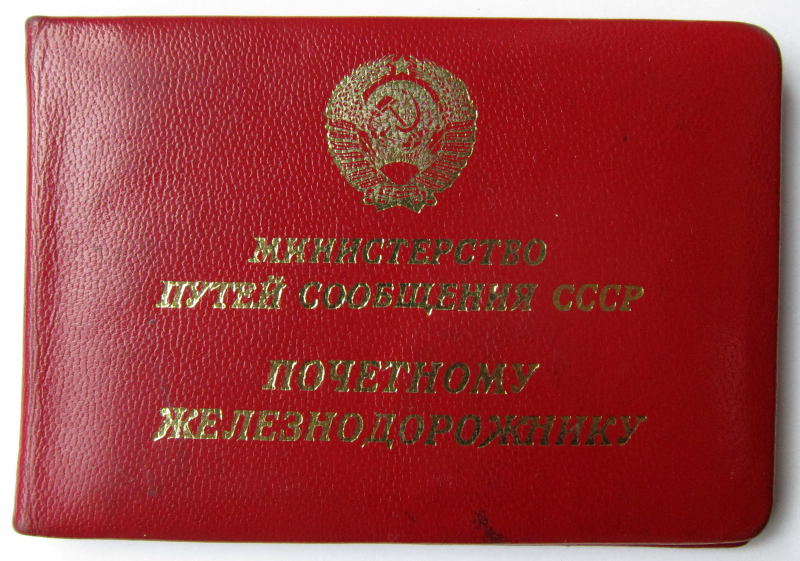 МИНИСТЕРСТВО
ПУТЕЙ СООБЩЕНИЯ СССР
ПОЧЕТНОМУ
ЖЕЛЕЗНОДОРОЖНИКУ